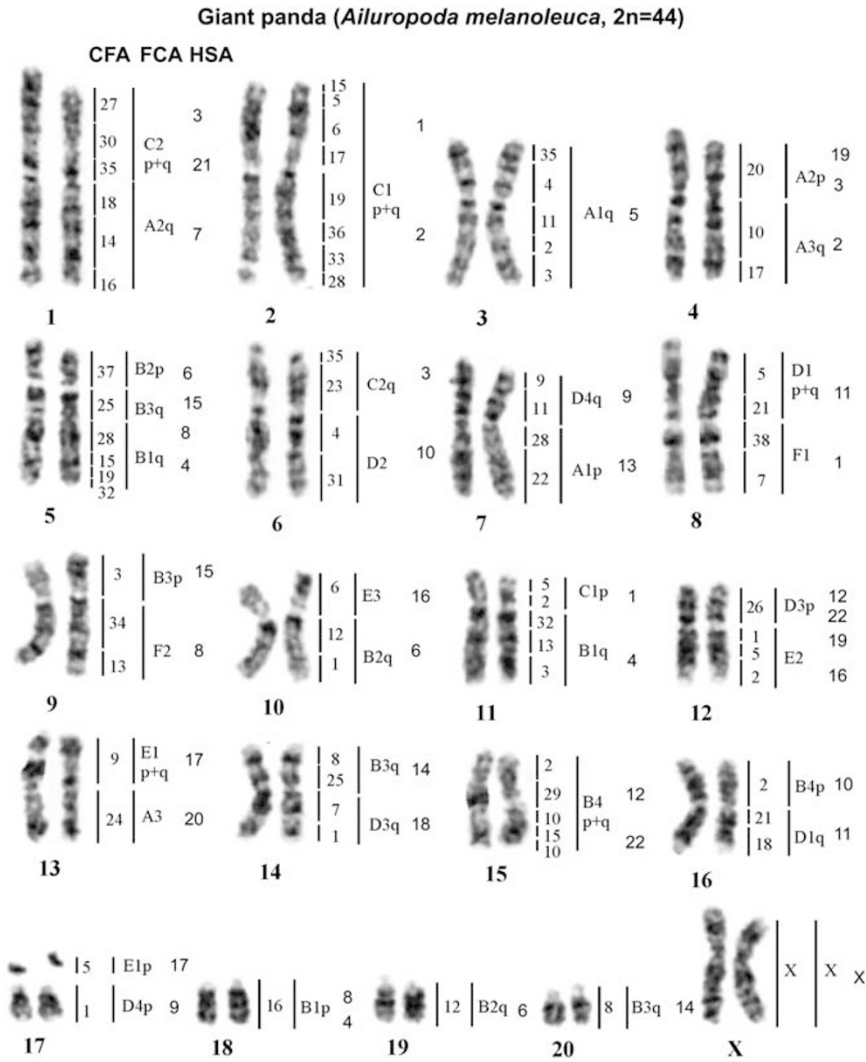 Giant panda (Ailuropoda melanoleuca, 2n=44)
CFA FCA HSA
27
30
35
18
14
16
C2
p+q
A2q
3
21
7
1
15
5
6
17
19
36
33
28
C1
p+q
1
2
2
35
4
11
2
3
A1q
5
3
20
10
17
A2p
A3q
19
3
2
4
37
25
28
15
19
32
B2p
B3q
B1q
6
15
8
4
5
35
23
4
31
C2q
D2
3
10
6
9
11
28
22
D4q
A1p
9
13
7
5
21
38
7
D1
p+q
F1
11
1
8
3
34
13
B3p
F2
15
8
9
6
12
1
E3
B2q
16
6
10
5
2
32
13
3
C1p
B1q
1
4
11
26
1
5
2
D3p
E2
12
22
19
16
12
9
24
E1
p+q
A3
17
20
13
8
25
7
1
B3q
D3q
14
18
14
2
29
10
15
10
B4
p+q
12
22
15
2
21
18
B4p
D1q
10
11
16
5
1
E1p
D4p
17
9
17
16
B1p
8
4
18
12
B2q
6
19
8
B3q
14
20
X
X
X
X